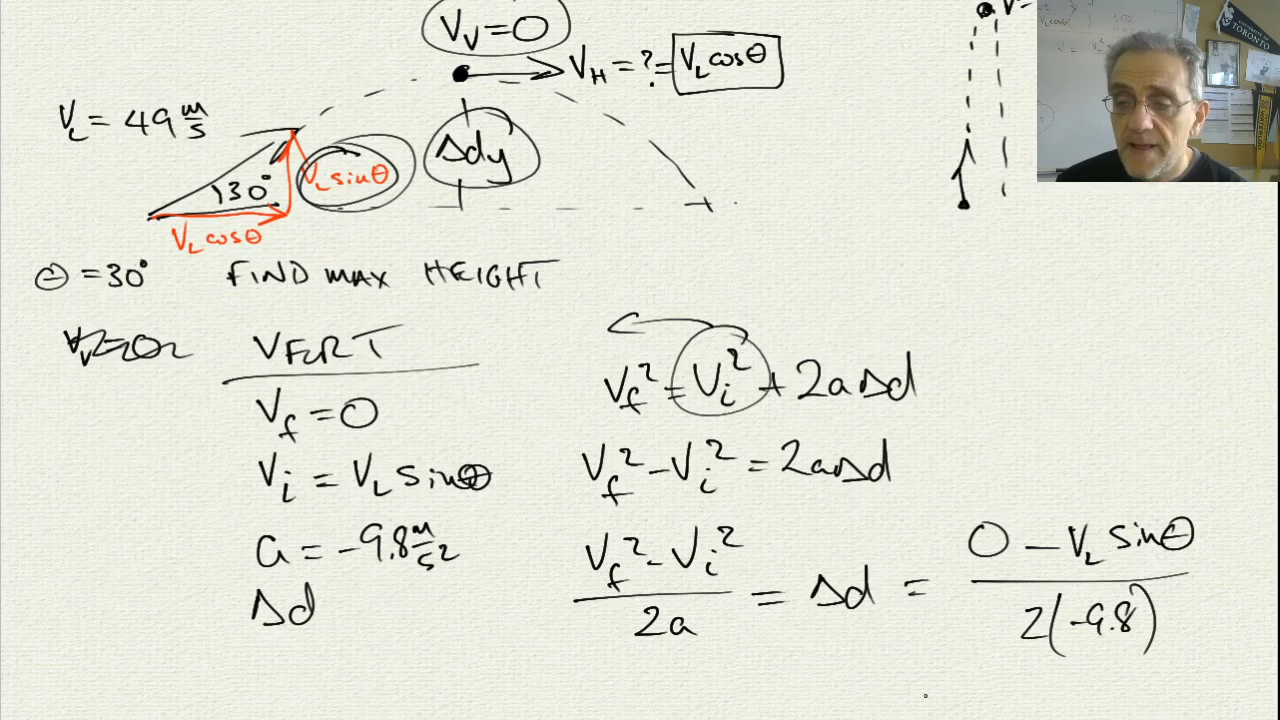 V_V = 0
V_H = ? = V_L cosθ
V_L = 49 m/s
Δdy
30°
V_L sinθ
V_L cosθ
θ = 30° FIND MAX HEIGHT
VERT
V_f = 0
V_i = V_L sinθ
a = -9.8 m/s²
Δd
V_f² = V_i² + 2aΔd
V_f² - V_i² = 2aΔd
V_f² - V_i² / 2a = Δd = 0 - V_L sinθ / 2(-9.8)
TORONTO